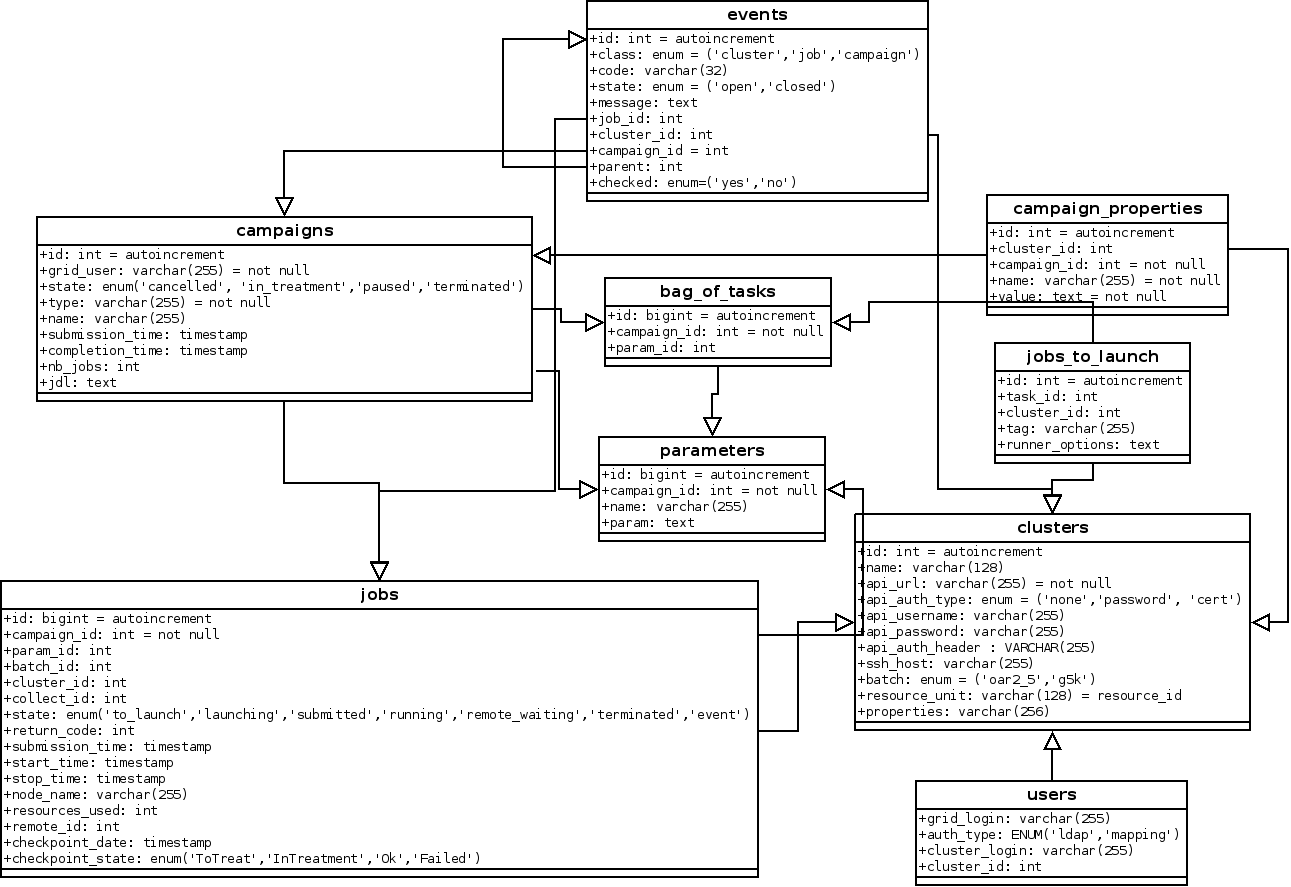 events
+id: int = autoincrement
+class: enum = ('cluster','job','campaign')
+code: varchar(32)
+state: enum = ('open','closed')
+message: text
+job_id: int
+cluster_id: int
+campaign_id = int
+parent: int
+checked: enum=('yes','no')
campaign_properties
+id: int = autoincrement
+cluster_id: int
+campaign_id: int = not null
+name: varchar(255) = not null
+value: text = not null
campaigns
+id: int = autoincrement
+grid_user: varchar(255) = not null
+state: enum('cancelled', 'in_treatment','paused','terminated')
+type: varchar(255) = not null
+name: varchar(255)
+submission_time: timestamp
+completion_time: timestamp
+nb_jobs: int
+jdl: text
bag_of_tasks
+id: bigint = autoincrement
+campaign_id: int = not null
+param_id: int
jobs_to_launch
+id: int = autoincrement
+task_id: int
+cluster_id: int
+tag: varchar(255)
+runner_options: text
parameters
+id: bigint = autoincrement
+campaign_id: int = not null
+name: varchar(255)
+param: text
clusters
+id: int = autoincrement
+name: varchar(128)
+api_url: varchar(255) = not null
+api_auth_type: enum = ('none','password', 'cert')
+api_username: varchar(255)
+api_password: varchar(255)
+api_auth_header : VARCHAR(255)
+ssh_host: varchar(255)
+batch: enum = ('oar2_5','g5k')
+resource_unit: varchar(128) = resource_id
+properties: varchar(256)
jobs
+id: bigint = autoincrement
+campaign_id: int = not null
+param_id: int
+batch_id: int
+cluster_id: int
+collect_id: int
+state: enum('to_launch','launching','submitted','running','remote_waiting','terminated','event')
+return_code: int
+submission_time: timestamp
+start_time: timestamp
+stop_time: timestamp
+node_name: varchar(255)
+resources_used: int
+remote_id: int
+checkpoint_date: timestamp
+checkpoint_state: enum('ToTreat','InTreatment','Ok','Failed')
users
+grid_login: varchar(255)
+auth_type: ENUM('ldap','mapping')
+cluster_login: varchar(255)
+cluster_id: int